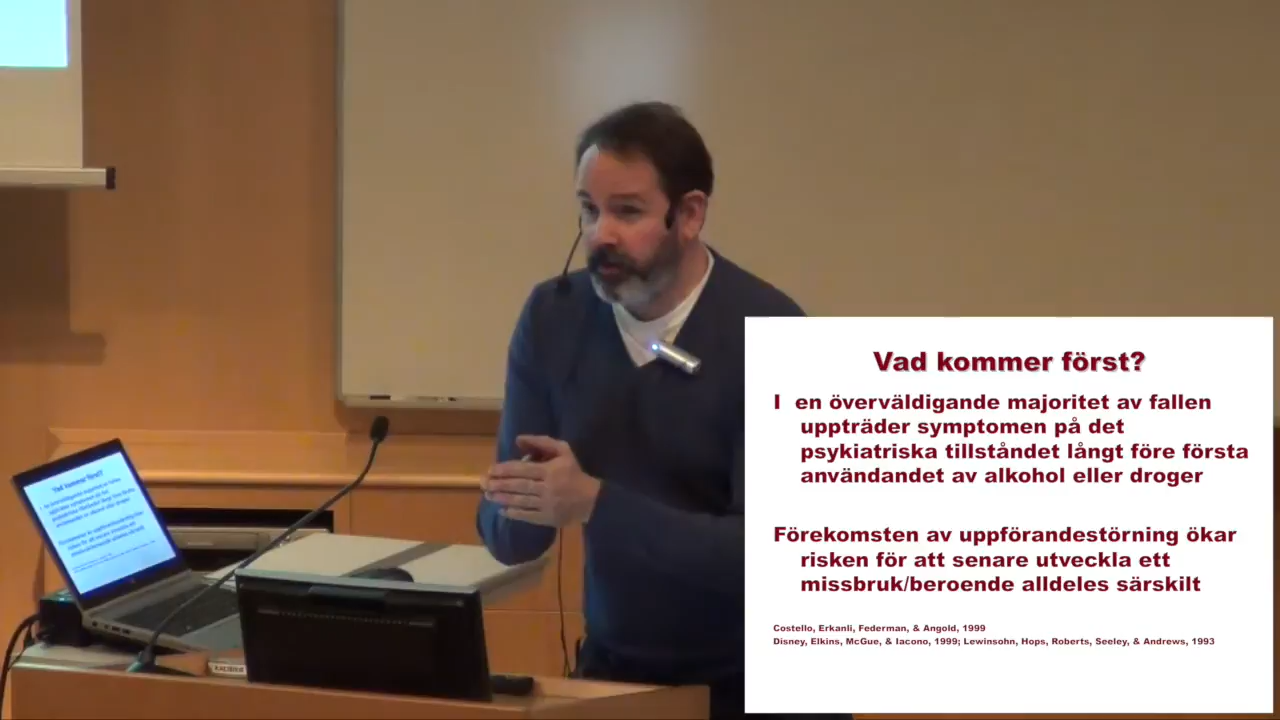 Vad kommer först?
I en överväldigande majoritet av fallen
uppträder symptomen på det
psykiatriska tillståndet långt före första
användandet av alkohol eller droger
Förekomsten av uppförandestörning ökar
risken för att senare utveckla ett
missbruk/beroende alldeles särskilt
Costello, Erkanli, Federman, & Angold, 1999
Disney, Elkins, McGue, & Iacono, 1999; Lewinsohn, Hops, Roberts, Seeley, & Andrews, 1993
Vad kommer först?